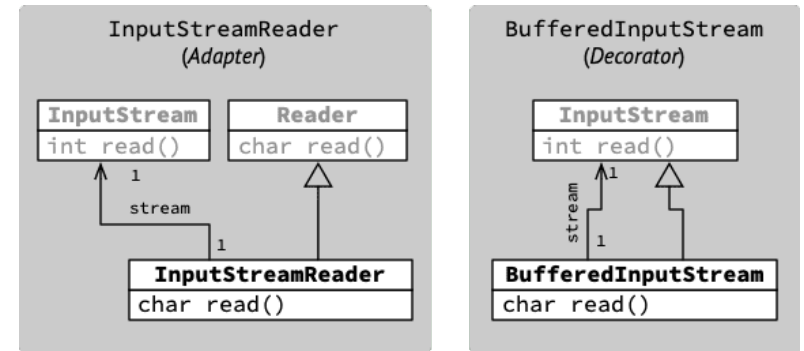 InputStreamReader
(Adapter)
InputStream
int read()
Reader
char read()
1
stream
1
InputStreamReader
char read()
BufferedInputStream
(Decorator)
InputStream
int read()
1
stream
1
BufferedInputStream
char read()